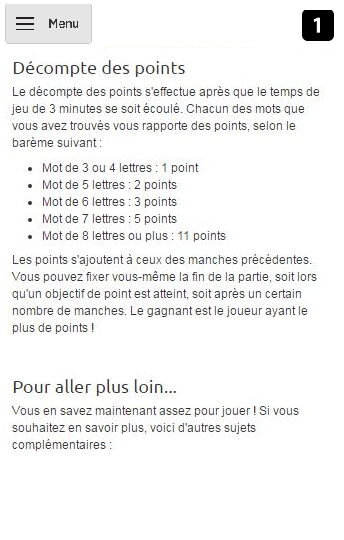 Menu
1
Décompte des points
Le décompte des points s'effectue après que le temps de
jeu de 3 minutes se soit écoulé. Chacun des mots que
vous avez trouvés vous rapporte des points, selon le
barème suivant :
• Mot de 3 ou 4 lettres : 1 point
• Mot de 5 lettres : 2 points
• Mot de 6 lettres : 3 points
• Mot de 7 lettres : 5 points
• Mot de 8 lettres ou plus : 11 points
Les points s'ajoutent à ceux des manches précédentes.
Vous pouvez fixer vous-même la fin de la partie, soit lors
qu'un objectif de point est atteint, soit après un certain
nombre de manches. Le gagnant est le joueur ayant le
plus de points !
Pour aller plus loin...
Vous en savez maintenant assez pour jouer ! Si vous
souhaitez en savoir plus, voici d'autres sujets
complémentaires :